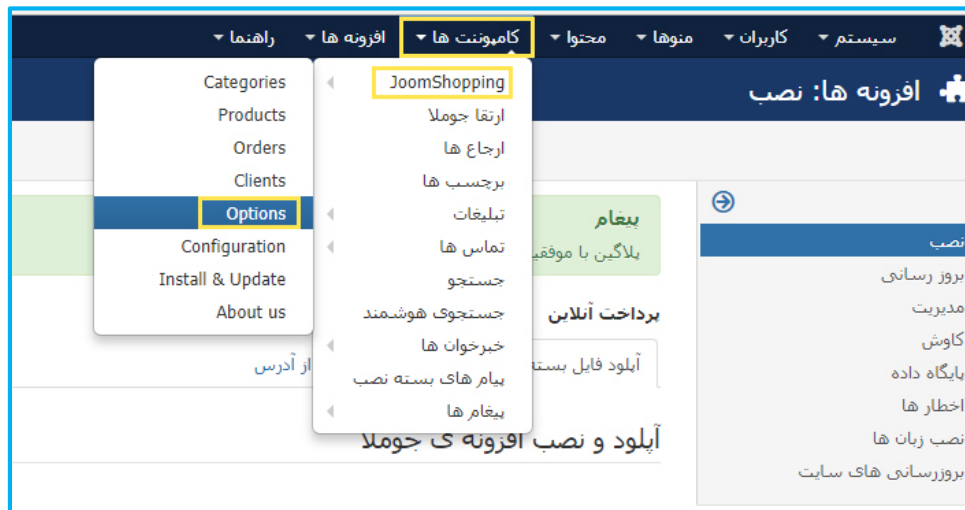 سیستم کاربران منوها محتوا کامپوننت ها افزونه ها راهنما
افزونه ها: نصب
JoomShopping
ارتقا جوملا
ارجاع ها
برچسب ها
تبلیغات
تماس ها
جستجو
جستجوی هوشمند
خبرخوان ها
پیام های بسته نصب
پیغام ها
Categories
Products
Orders
Clients
Options
Configuration
Install & Update
About us
نصب
بروز رسانی
مدیریت
کاوش
پایگاه داده
اخطار ها
نصب زبان ها
بروزرسانی های سایت
پیغام
پلاگین با
پرداخت آنلاین
آپلود فایل بسته
از آدرس
آپلود و نصب افزونه ی جوملا